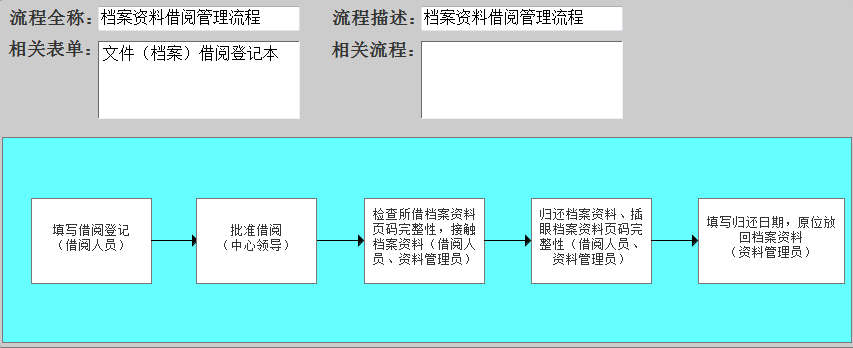 流程全称：档案资料借阅管理流程
流程描述：档案资料借阅管理流程
相关表单：文件（档案）借阅登记本
相关流程：
填写借阅登记
（借阅人员）
批准借阅
（中心领导）
检查所借档案资料
页码完整性，接触
档案资料（借阅人
员、资料管理员）
归还档案资料、插
眼档案资料页码完
整性（借阅人员、
资料管理员）
填写归还日期，原位放
回档案资料
（资料管理员）